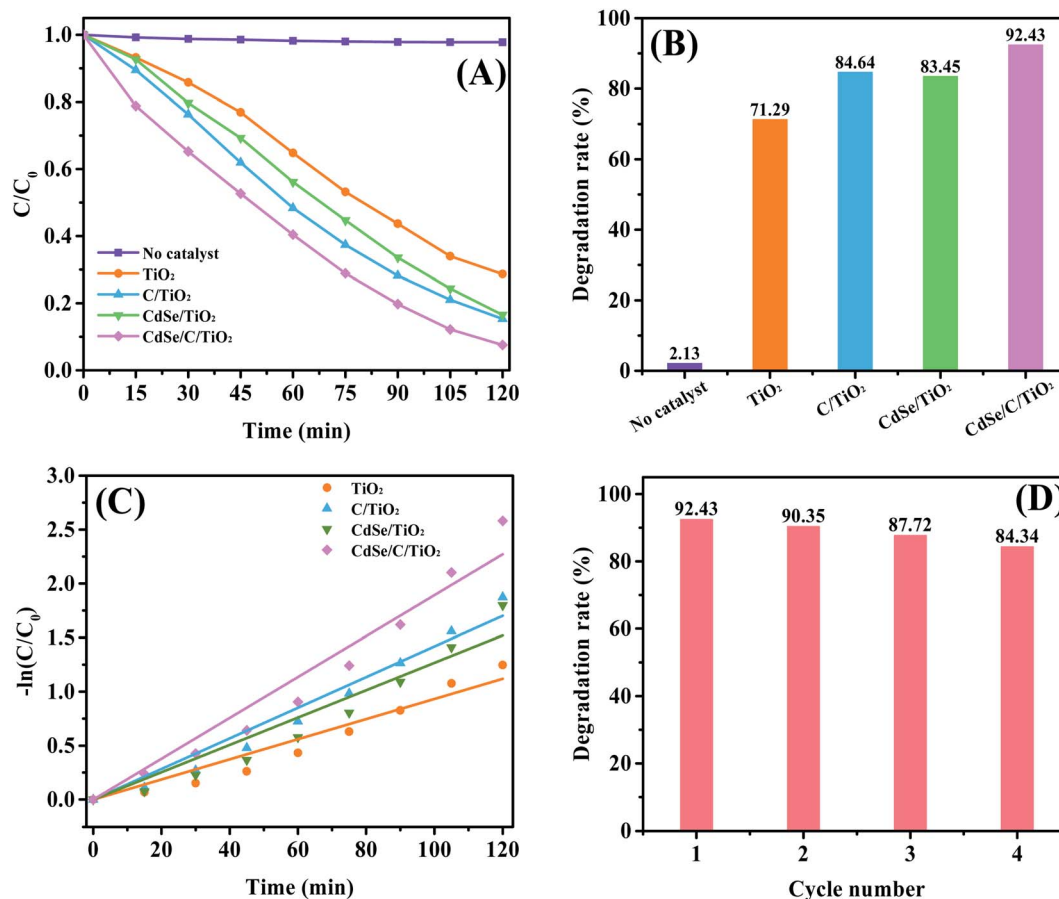 (A)
C/C₀
1.0
0.8
0.6
0.4
0.2
0.0
No catalyst
TiO₂
C/TiO₂
CdSe/TiO₂
CdSe/C/TiO₂
0 15 30 45 60 75 90 105 120
Time (min)
(B)
Degradation rate (%)
100
80
60
40
20
0
2.13
71.29
84.64
83.45
92.43
No catalyst
TiO₂
C/TiO₂
CdSe/TiO₂
CdSe/C/TiO₂
(C)
-ln(C/C₀)
3.0
2.5
2.0
1.5
1.0
0.5
0.0
TiO₂
C/TiO₂
CdSe/TiO₂
CdSe/C/TiO₂
0 20 40 60 80 100 120
Time (min)
(D)
Degradation rate (%)
100
80
60
40
20
0
92.43
90.35
87.72
84.34
1 2 3 4
Cycle number